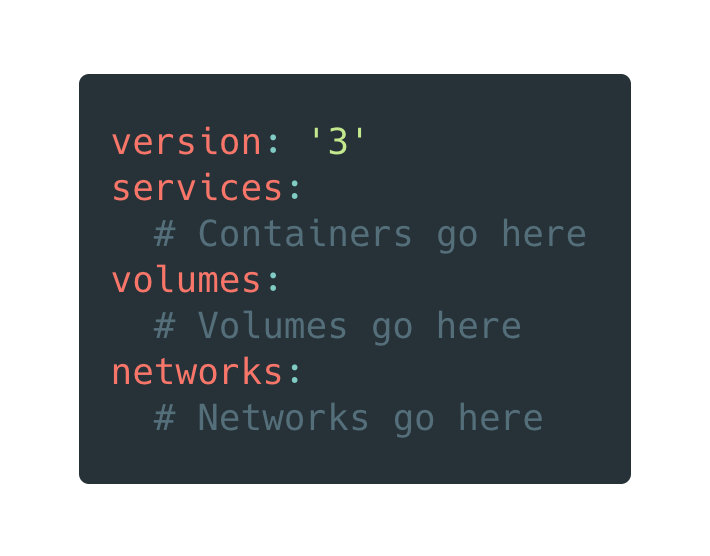 version: '3'
services:
  # Containers go here
volumes:
  # Volumes go here
networks:
  # Networks go here